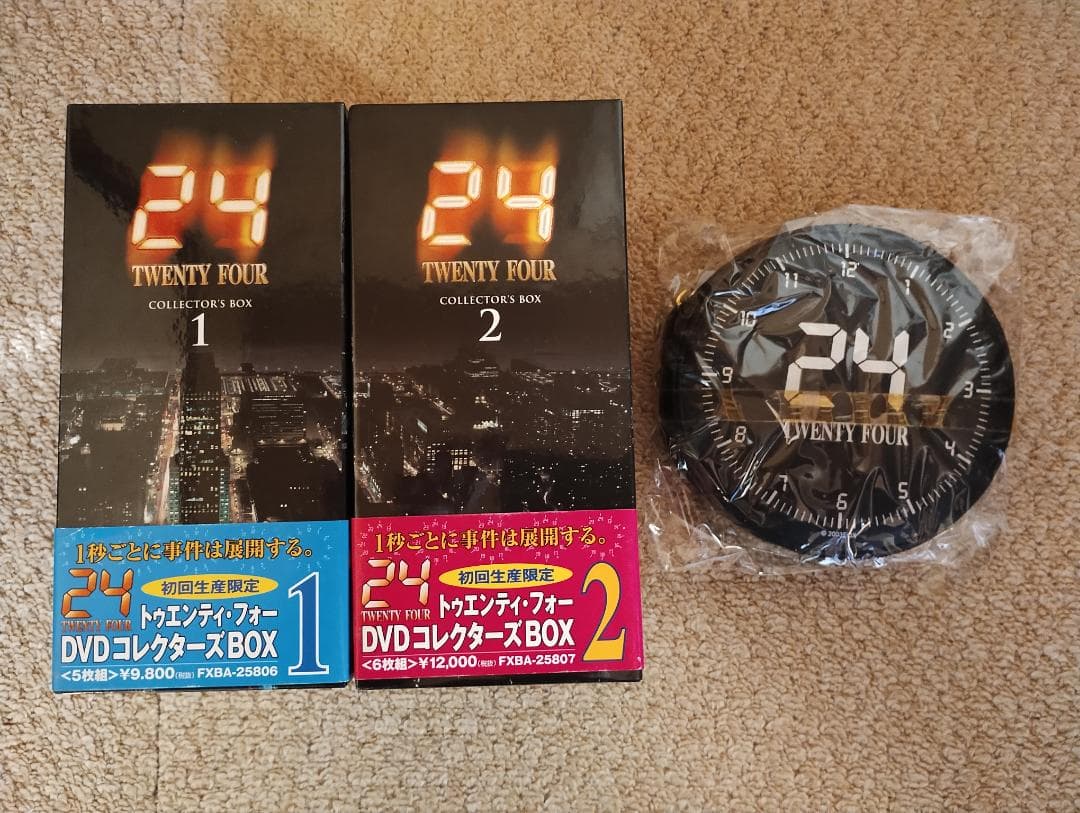 24
TWENTY FOUR
COLLECTOR'S BOX
1
1秒ごとに事件は展開する。
24
TWENTY FOUR
初回生産限定
トゥエンティ・フォー
DVDコレクターズBOX
1
<5枚組>¥9.800(税抜) FXBA-25806
24
TWENTY FOUR
COLLECTOR'S BOX
2
1秒ごとに事件は展開する。
24
TWENTY FOUR
初回生産限定
トゥエンティ・フォー
DVDコレクターズBOX
2
<6枚組>¥12,000(税抜) FXBA-25807
12
1
2
3
4
5
6
7
8
9
10
11
24
TWENTY FOUR